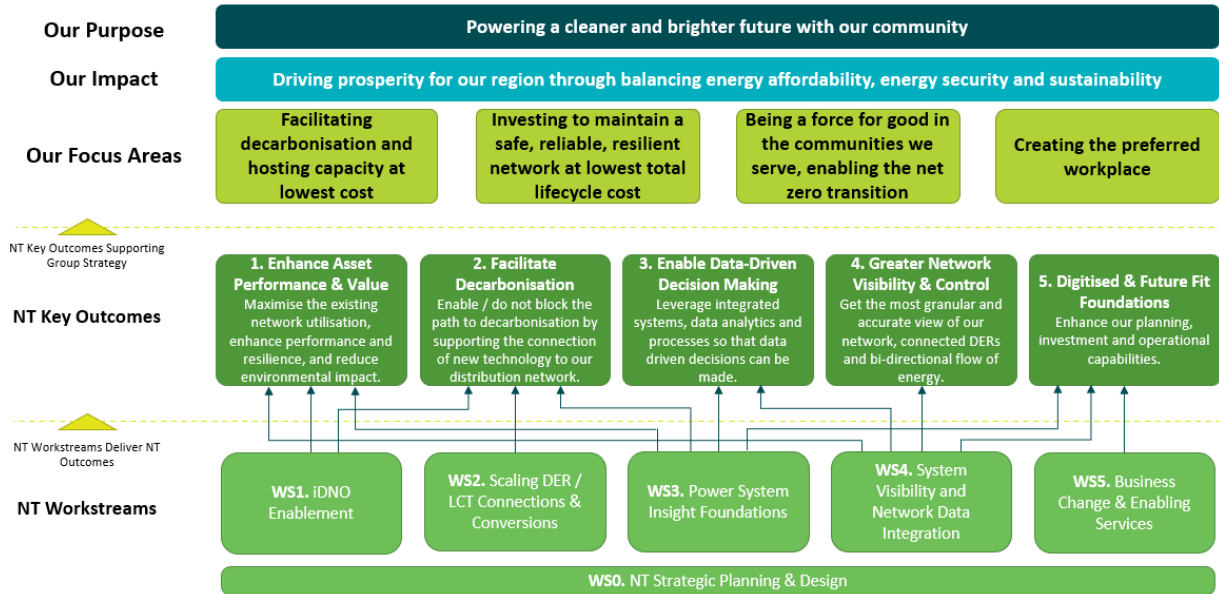 Our Purpose
Powering a cleaner and brighter future with our community
Our Impact
Driving prosperity for our region through balancing energy affordability, energy security and sustainability
Our Focus Areas
Facilitating
decarbonisation and
hosting capacity at
lowest cost
Investing to maintain a
safe, reliable, resilient
network at lowest total
lifecycle cost
Being a force for good in
the communities we
serve, enabling the net
zero transition
Creating the preferred
workplace
NT Key Outcomes Supporting
Group Strategy
NT Key Outcomes
1. Enhance Asset
Performance & Value
Maximise the existing
network utilisation,
enhance performance and
resilience, and reduce
environmental impact.
2. Facilitate
Decarbonisation
Enable / do not block the
path to decarbonisation by
supporting the connection
of new technology to our
distribution network.
3. Enable Data-Driven
Decision Making
Leverage integrated
systems, data analytics and
processes so that data
driven decisions can be
made.
4. Greater Network
Visibility & Control
Get the most granular and
accurate view of our
network, connected DERs
and bi-directional flow of
energy.
5. Digitised & Future Fit
Foundations
Enhance our planning,
investment and operational
capabilities.
NT Workstreams Deliver NT
Outcomes
NT Workstreams
WS1. iDNO
Enablement
WS2. Scaling DER /
LCT Connections &
Conversions
WS3. Power System
Insight Foundations
WS4. System
Visibility and
Network Data
Integration
WS5. Business
Change & Enabling
Services
WS0. NT Strategic Planning & Design